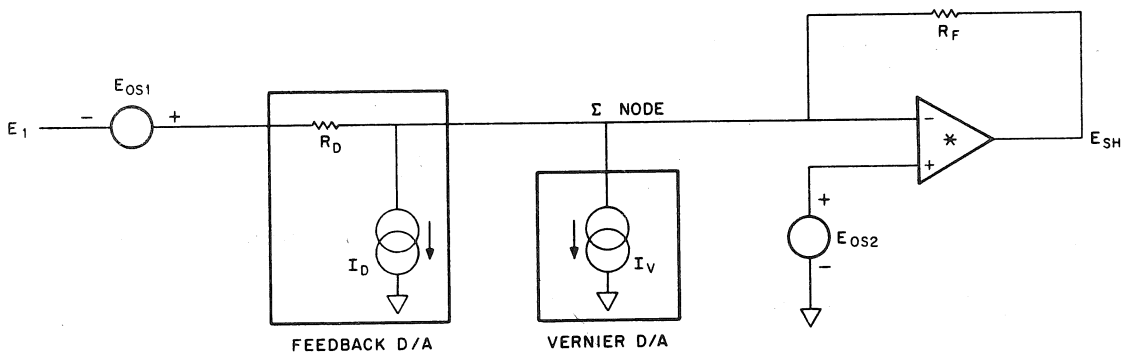 R_F
E_OS1
- +
Σ NODE
E_1
R_D
-
*
+
E_SH
+
E_OS2
-
I_D
I_V
FEEDBACK D/A
VERNIER D/A